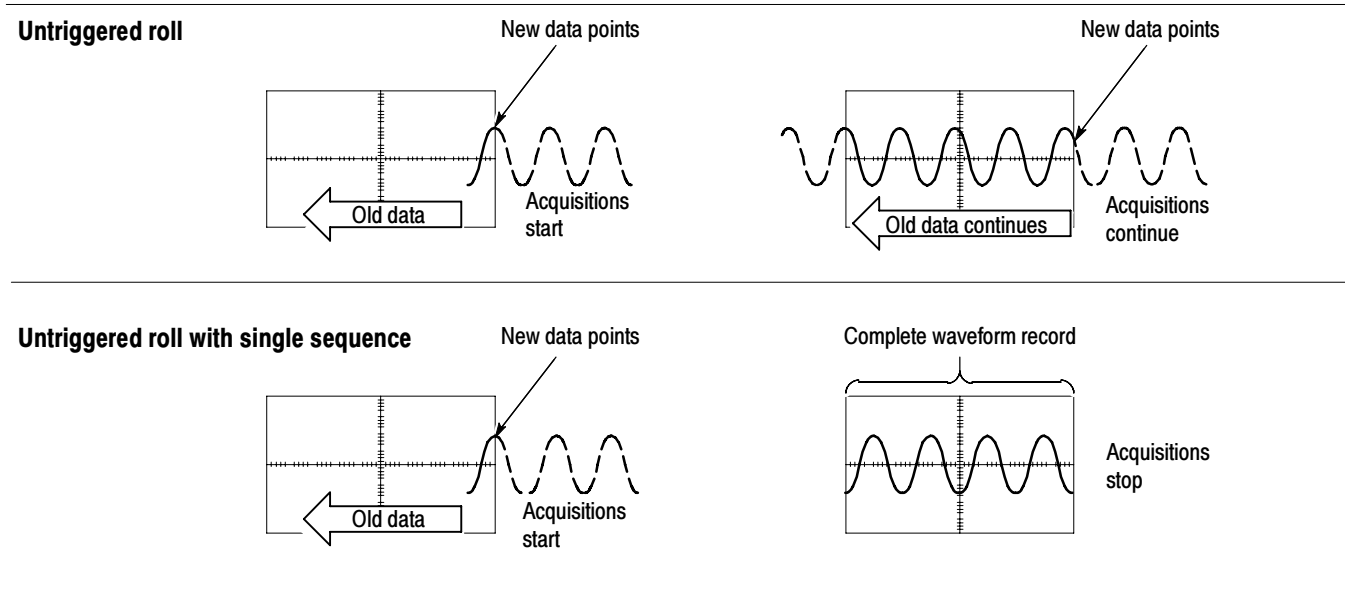 Untriggered roll
New data points
New data points
Old data
Acquisitions
start
Old data continues
Acquisitions
continue
Untriggered roll with single sequence
New data points
Complete waveform record
Old data
Acquisitions
start
Acquisitions
stop